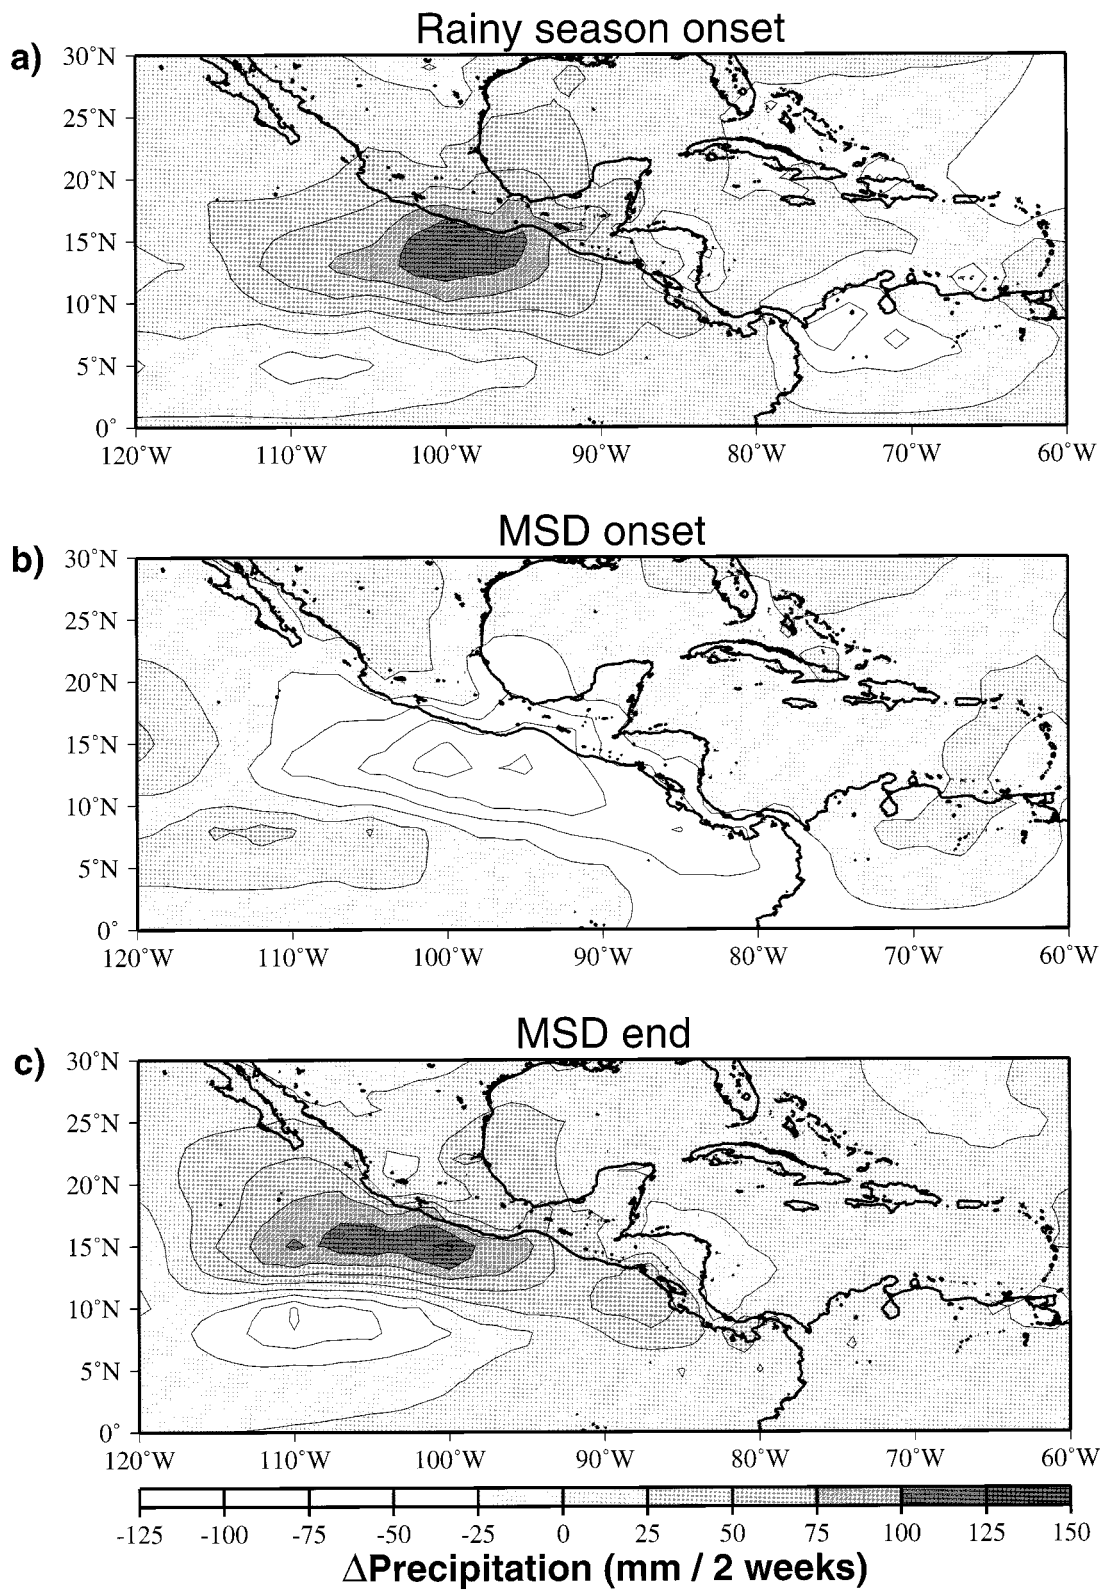 Rainy season onset
a)
30°N
25°N
20°N
15°N
10°N
5°N
0°
120°W 110°W 100°W 90°W 80°W 70°W 60°W
MSD onset
b)
30°N
25°N
20°N
15°N
10°N
5°N
0°
120°W 110°W 100°W 90°W 80°W 70°W 60°W
MSD end
c)
30°N
25°N
20°N
15°N
10°N
5°N
0°
120°W 110°W 100°W 90°W 80°W 70°W 60°W
-125 -100 -75 -50 -25 0 25 50 75 100 125 150
ΔPrecipitation (mm / 2 weeks)